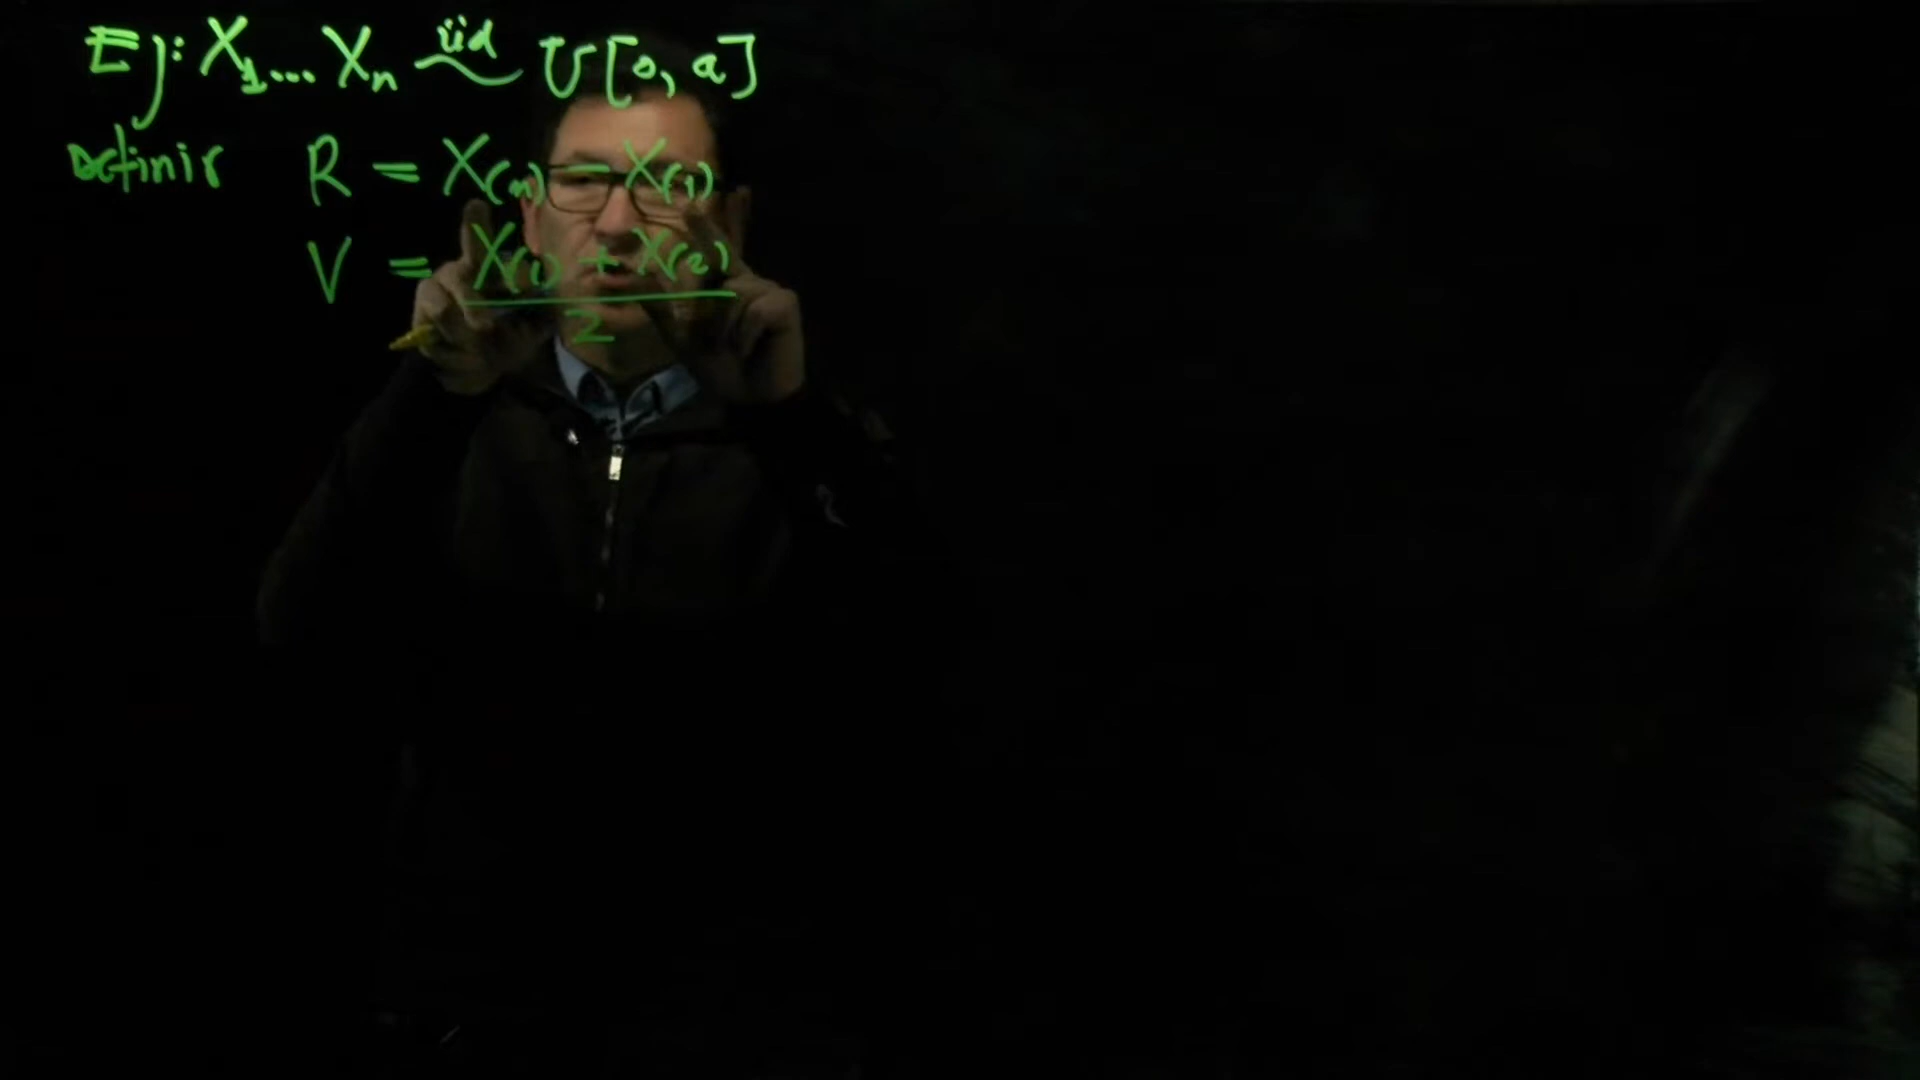 Ej: X₁... Xₙ iid ~ U[0, a]
Definir R = X(n) - X(1)
V = X(1) + X(2)
2